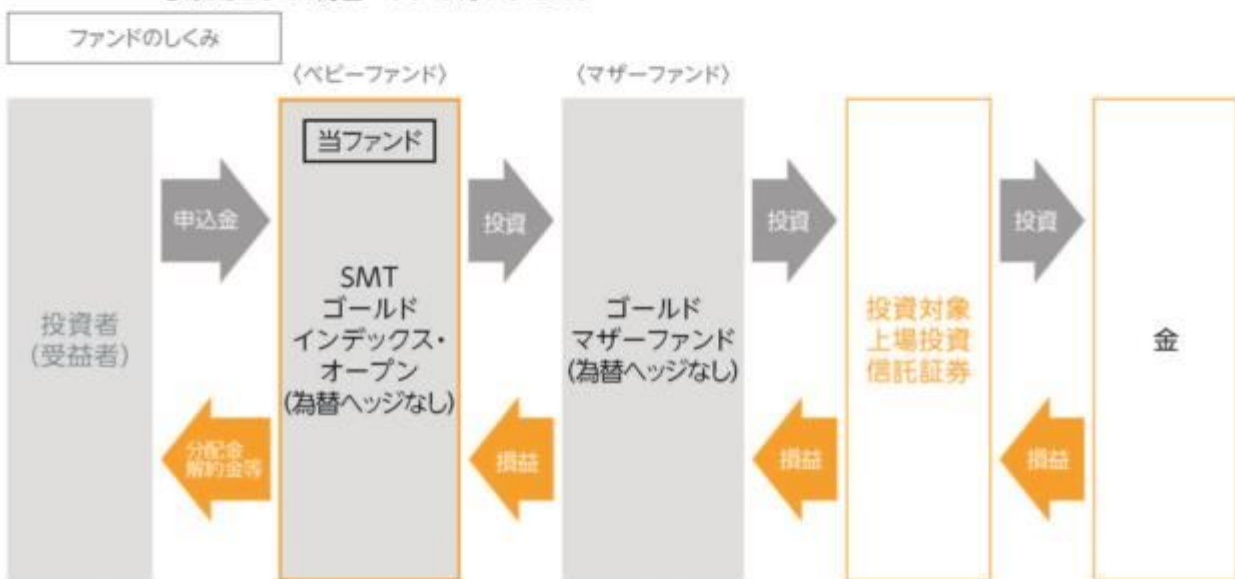 ファンドのしくみ
〈ベビーファンド〉
〈マザーファンド〉
投資者
(受益者)
申込金
分配金
解約金等
当ファンド
SMT
ゴールド
インデックス・
オープン
(為替ヘッジなし)
投資
損益
ゴールド
マザーファンド
(為替ヘッジなし)
投資
損益
投資対象
上場投資
信託証券
投資
損益
金